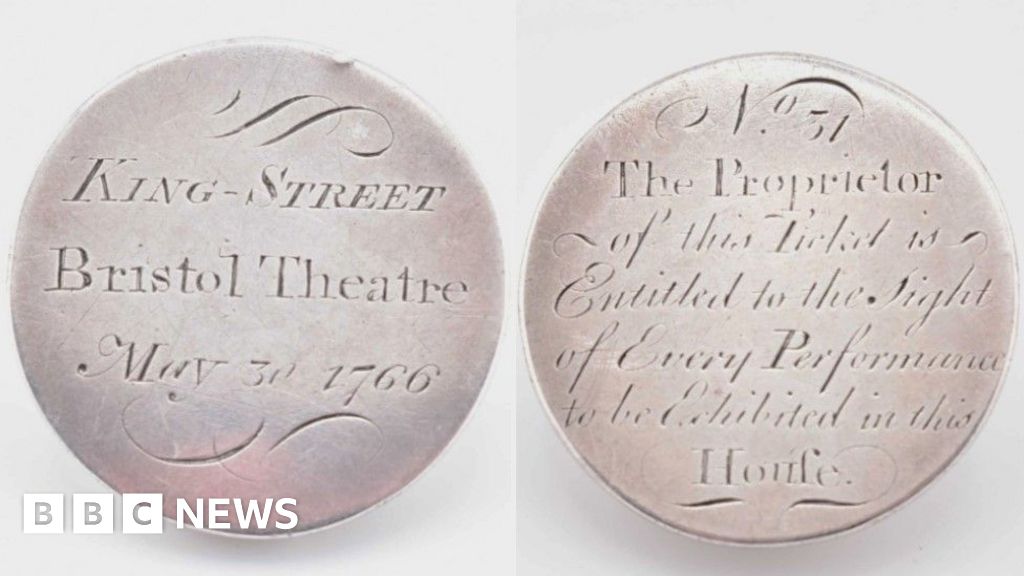 King-Street
Bristol Theatre
May 30 1766
N.o 31
The Proprietor
of this Ticket is
Entitled to the Sight
of Every Performance
to be Exhibited in this
Houſe.
BBC NEWS